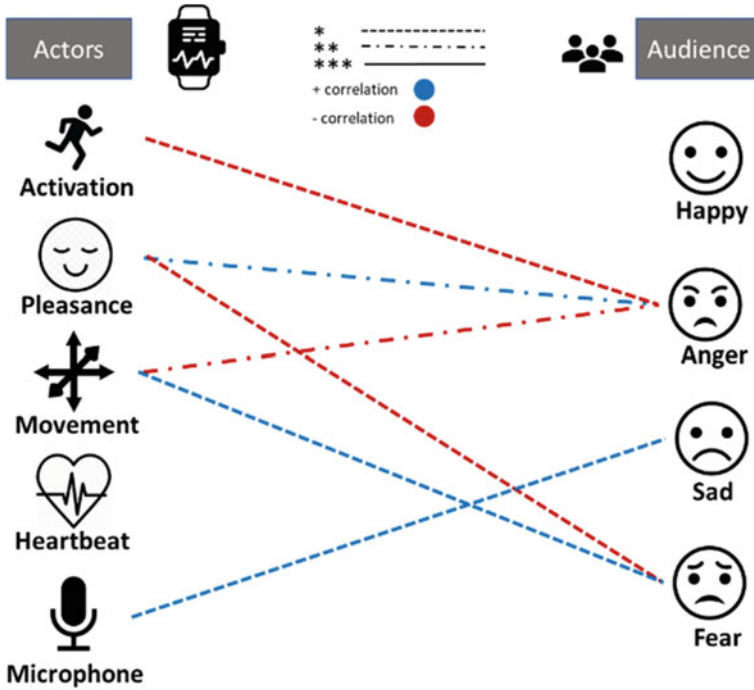 Actors
*
**
***
+ correlation
- correlation
Audience
Activation
Happy
Pleasance
Anger
Movement
Sad
Heartbeat
Fear
Microphone